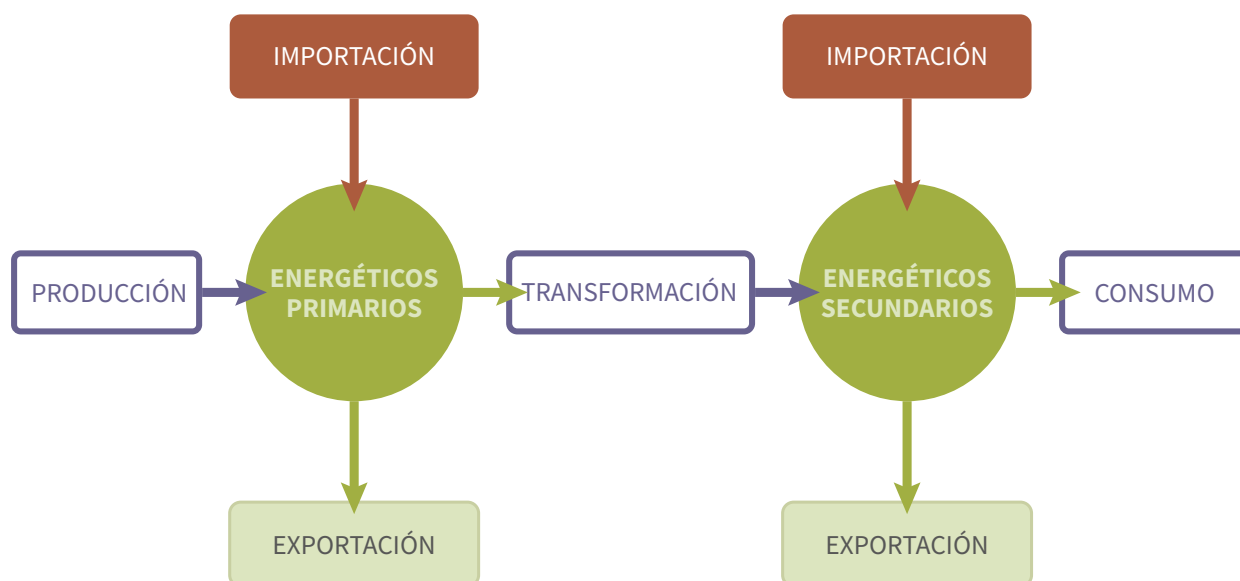 IMPORTACIÓN
IMPORTACIÓN
PRODUCCIÓN
ENERGÉTICOS
PRIMARIOS
TRANSFORMACIÓN
ENERGÉTICOS
SECUNDARIOS
CONSUMO
EXPORTACIÓN
EXPORTACIÓN